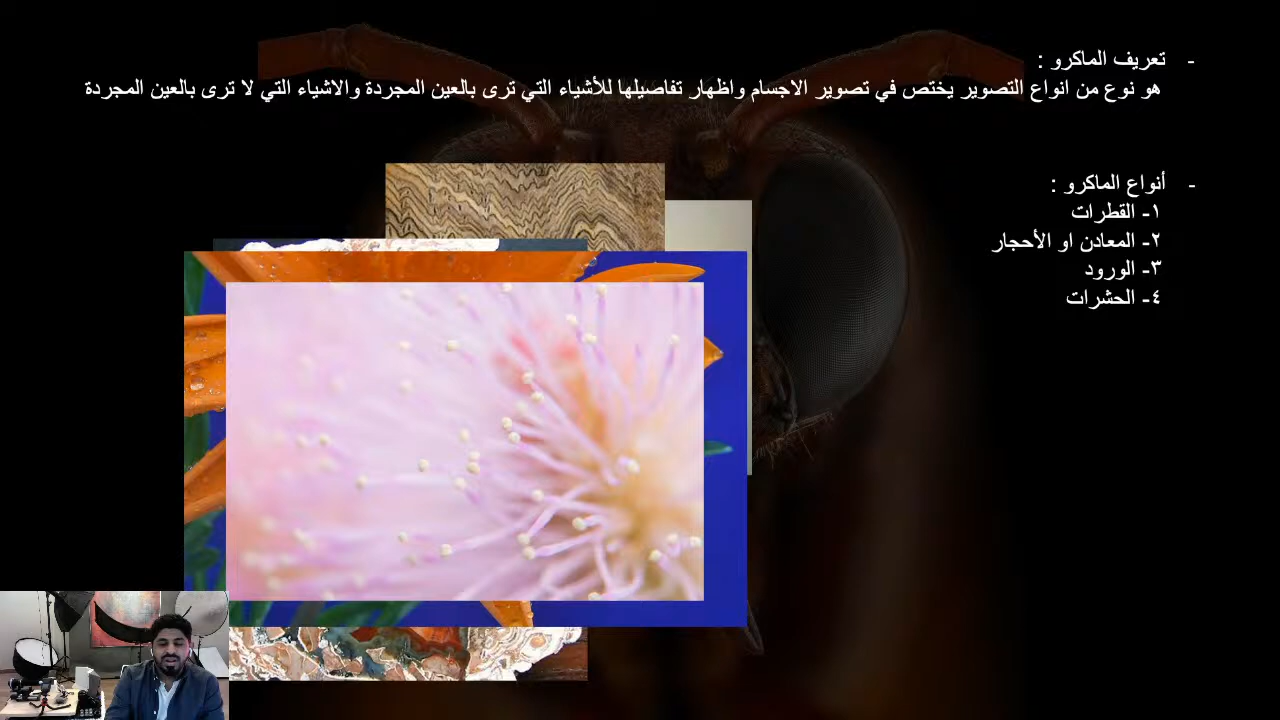 - تعريف الماكرو :
هو نوع من انواع التصوير يختص في تصوير الاجسام واظهار تفاصيلها للأشياء التي ترى بالعين المجردة والاشياء التي لا ترى بالعين المجردة
- أنواع الماكرو :
١- القطرات
٢- المعادن او الأحجار
٣- الورود
٤- الحشرات